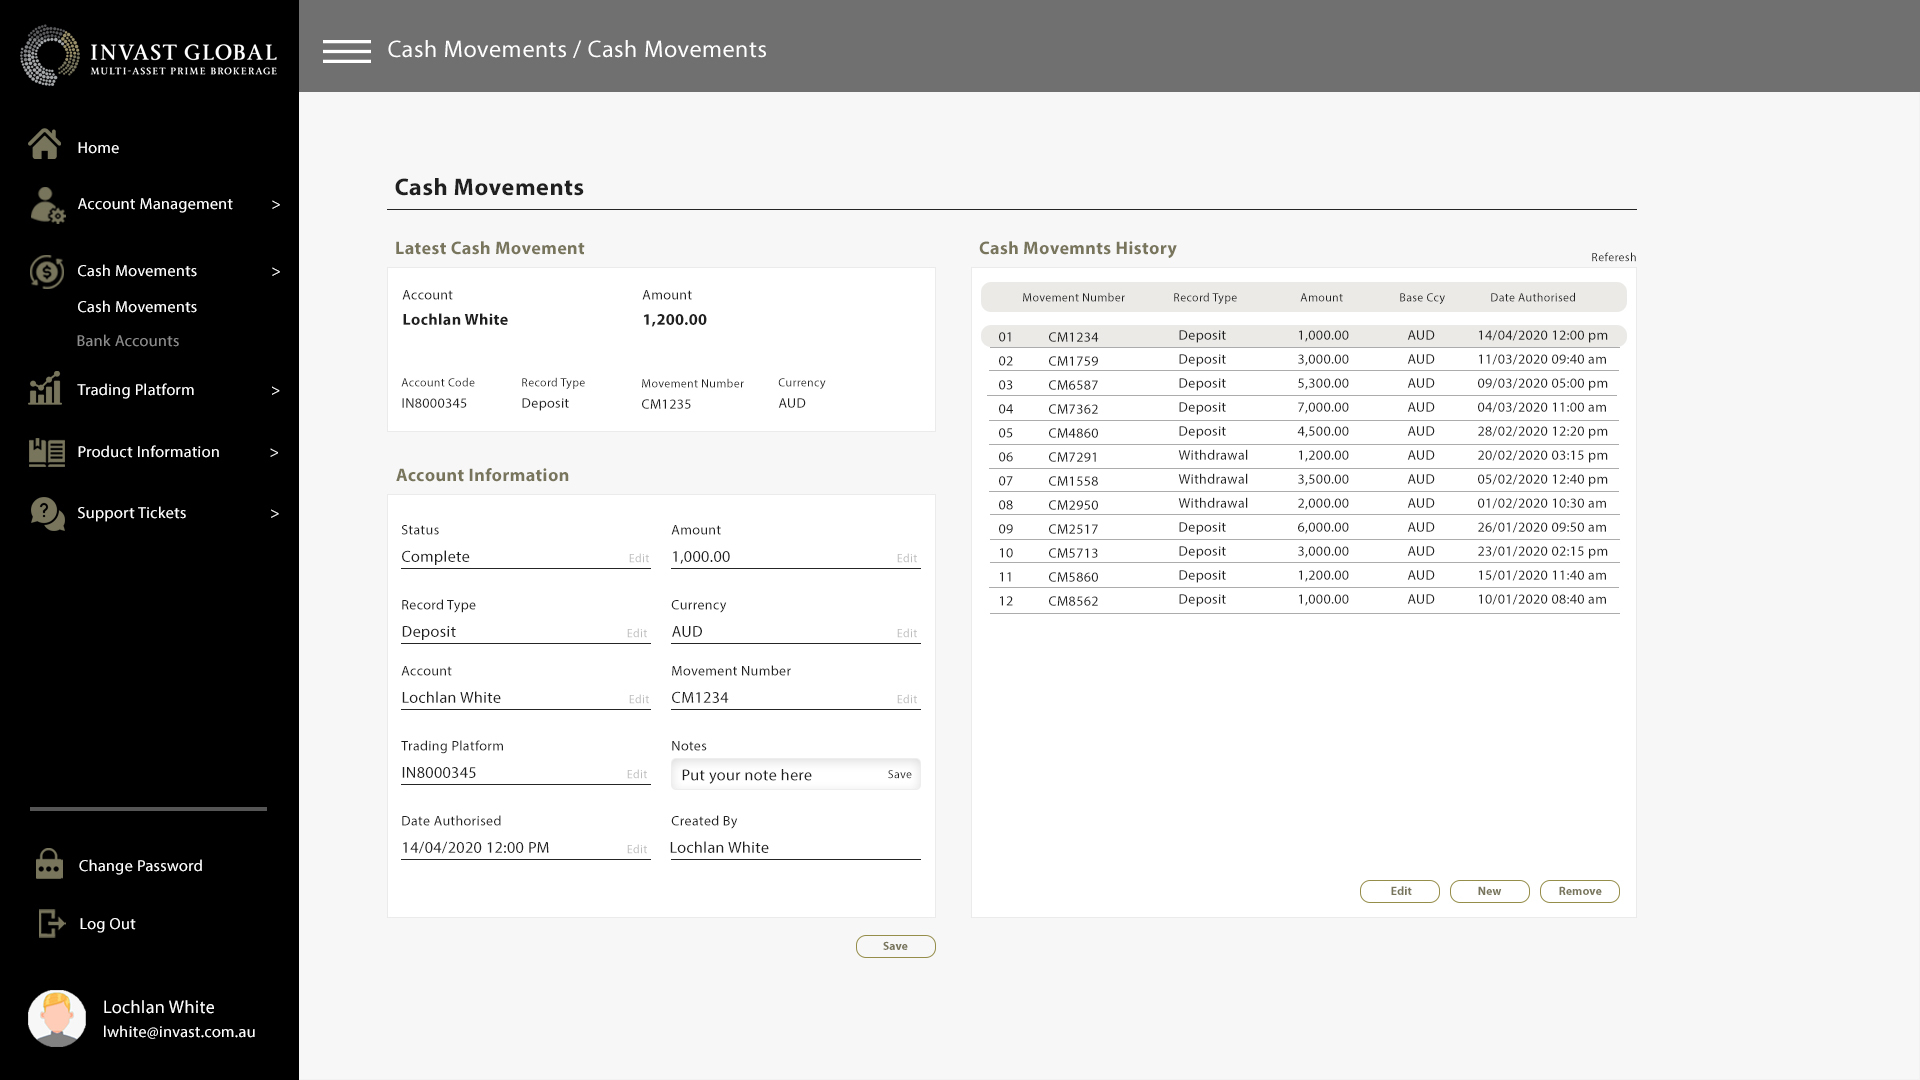 INVAST GLOBAL
MULTI-ASSET PRIME BROKERAGE
Home
Account Management >
Cash Movements >
Cash Movements
Bank Accounts
Trading Platform >
Product Information >
Support Tickets >
Change Password
Log Out
Lochlan White
lwhite@invast.com.au
Cash Movements / Cash Movements
Cash Movements
Latest Cash Movement
Account Amount
Lochlan White 1,200.00
Account Code Record Type Movement Number Currency
IN8000345 Deposit CM1235 AUD
Account Information
Status Amount
Complete Edit 1,000.00 Edit
Record Type Currency
Deposit Edit AUD Edit
Account Movement Number
Lochlan White Edit CM1234 Edit
Trading Platform Notes
IN8000345 Edit Put your note here Save
Date Authorised Created By
14/04/2020 12:00 PM Edit Lochlan White
Save
Cash Movemnts History
Referesh
Movement Number Record Type Amount Base Ccy Date Authorised
01 CM1234 Deposit 1,000.00 AUD 14/04/2020 12:00 pm
02 CM1759 Deposit 3,000.00 AUD 11/03/2020 09:40 am
03 CM6587 Deposit 5,300.00 AUD 09/03/2020 05:00 pm
04 CM7362 Deposit 7,000.00 AUD 04/03/2020 11:00 am
05 CM4860 Deposit 4,500.00 AUD 28/02/2020 12:20 pm
06 CM7291 Withdrawal 1,200.00 AUD 20/02/2020 03:15 pm
07 CM1558 Withdrawal 3,500.00 AUD 05/02/2020 12:40 pm
08 CM2950 Withdrawal 2,000.00 AUD 01/02/2020 10:30 am
09 CM2517 Deposit 6,000.00 AUD 26/01/2020 09:50 am
10 CM5713 Deposit 3,000.00 AUD 23/01/2020 02:15 pm
11 CM5860 Deposit 1,200.00 AUD 15/01/2020 11:40 am
12 CM8562 Deposit 1,000.00 AUD 10/01/2020 08:40 am
Edit New Remove